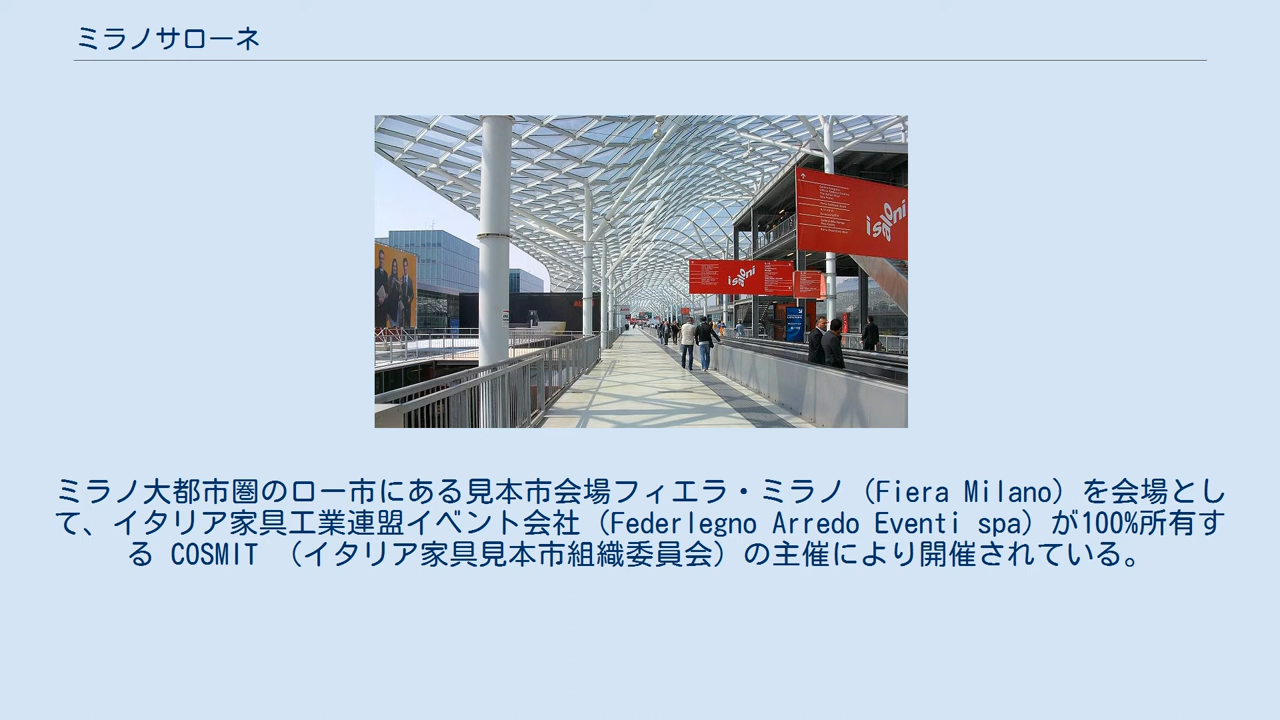 ミラノサローネ
isaloni
isaloni
ミラノ大都市圏のロー市にある見本市会場フィエラ・ミラノ（Fiera Milano）を会場とし
て、イタリア家具工業連盟イベント会社（Federlegno Arredo Eventi spa）が100%所有す
る COSMIT （イタリア家具見本市組織委員会）の主催により開催されている。